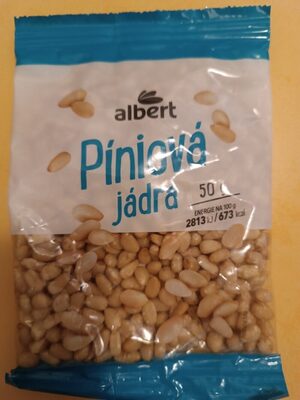 albert
Píniová
jádra
50
ENERGIE NA 100 g
2813 kJ/673 kcal